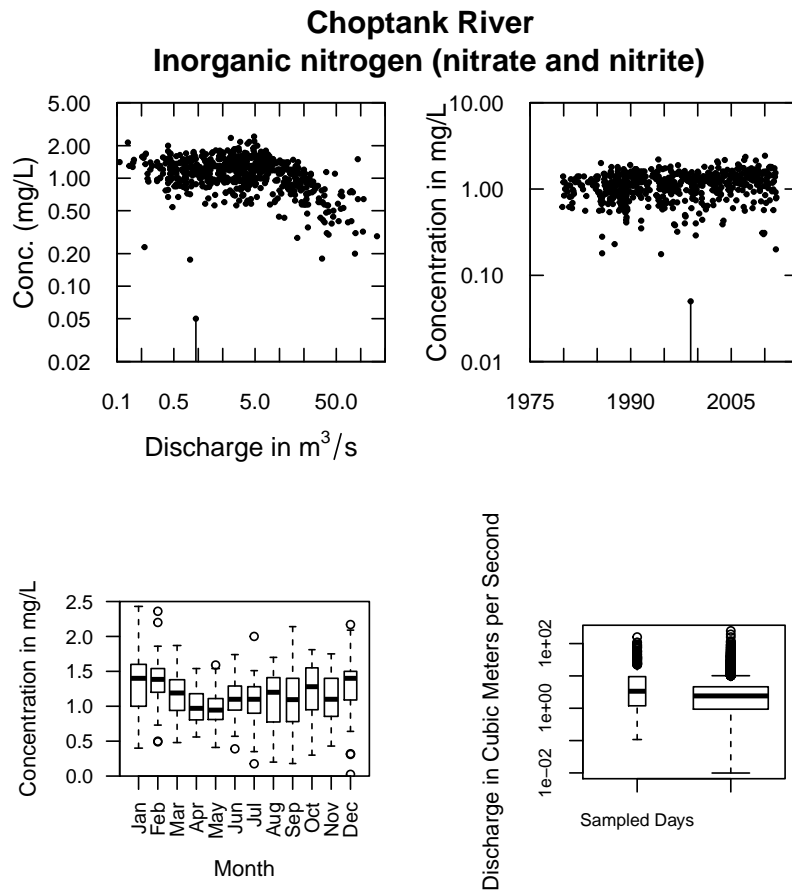 Choptank River
Inorganic nitrogen (nitrate and nitrite)
Conc. (mg/L)
5.00
2.00
1.00
0.50
0.20
0.10
0.05
0.02
0.1 0.5 5.0 50.0
Discharge in m³/s
Concentration in mg/L
10.00
1.00
0.10
0.01
1975 1990 2005
Concentration in mg/L
2.5
2.0
1.5
1.0
0.5
0.0
Jan Feb Mar Apr May Jun Jul Aug Sep Oct Nov Dec
Month
Discharge in Cubic Meters per Second
1e+02
1e+00
1e−02
Sampled Days